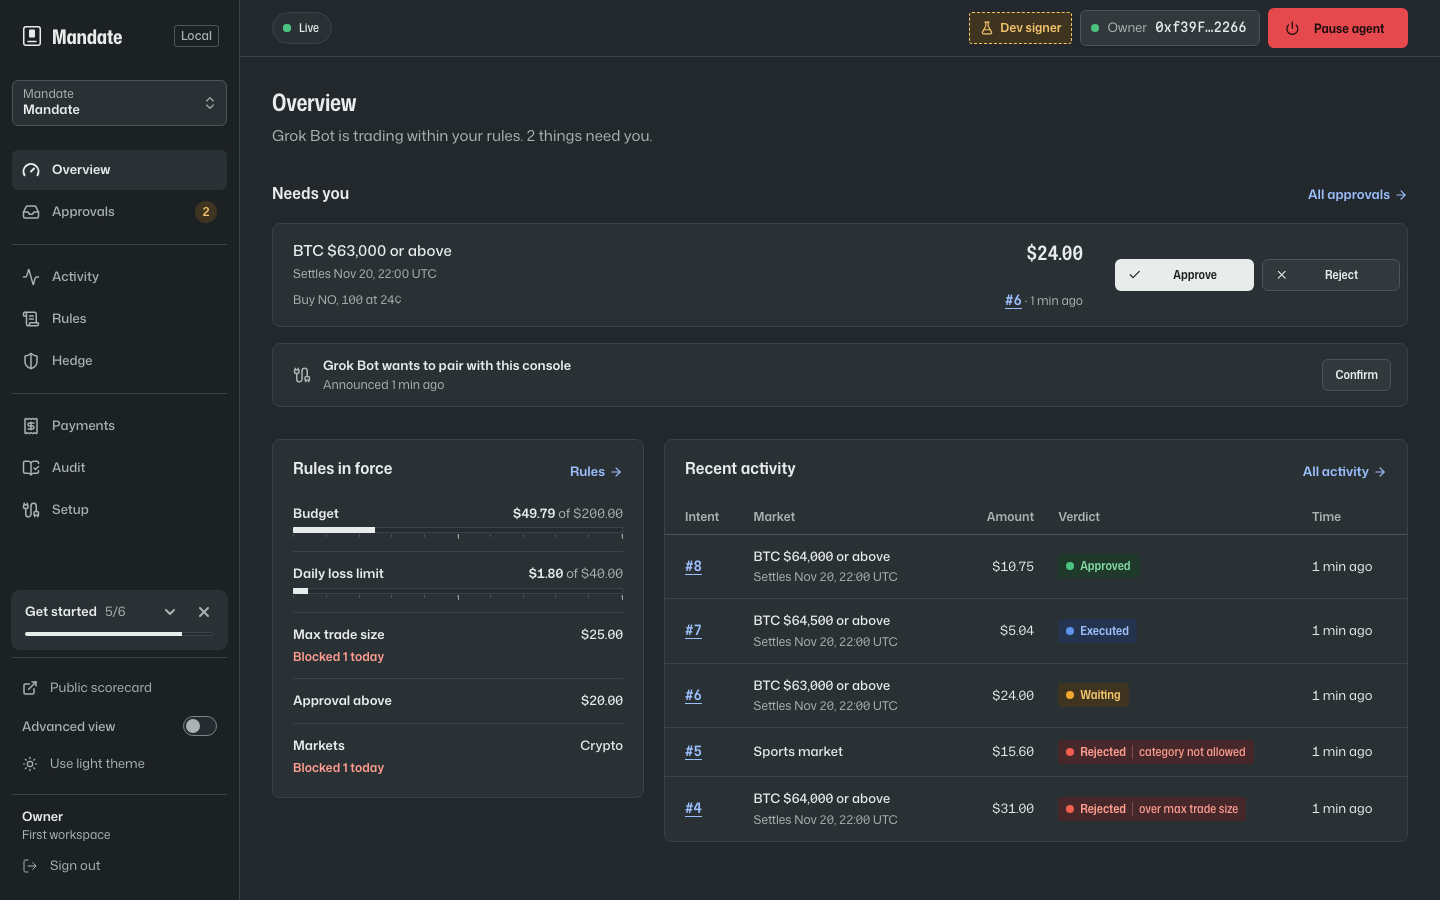 Mandate
Local
Mandate
Mandate
Overview
Approvals 2
Activity
Rules
Hedge
Payments
Audit
Setup
Get started 5/6
Public scorecard
Advanced view
Use light theme
Owner
First workspace
Sign out
Live
Dev signer
Owner 0xf39F…2266
Pause agent
Overview
Grok Bot is trading within your rules. 2 things need you.
Needs you
All approvals →
BTC $63,000 or above
Settles Nov 20, 22:00 UTC
Buy NO, 100 at 24¢
$24.00
#6 · 1 min ago
Approve
Reject
Grok Bot wants to pair with this console
Announced 1 min ago
Confirm
Rules in force
Rules →
Budget $49.79 of $200.00
Daily loss limit $1.80 of $40.00
Max trade size $25.00
Blocked 1 today
Approval above $20.00
Markets Crypto
Blocked 1 today
Recent activity
All activity →
Intent Market Amount Verdict Time
#8 BTC $64,000 or above $10.75 Approved 1 min ago
Settles Nov 20, 22:00 UTC
#7 BTC $64,500 or above $5.04 Executed 1 min ago
Settles Nov 20, 22:00 UTC
#6 BTC $63,000 or above $24.00 Waiting 1 min ago
Settles Nov 20, 22:00 UTC
#5 Sports market $15.60 Rejected | category not allowed 1 min ago
#4 BTC $64,000 or above $31.00 Rejected | over max trade size 1 min ago
Settles Nov 20, 22:00 UTC